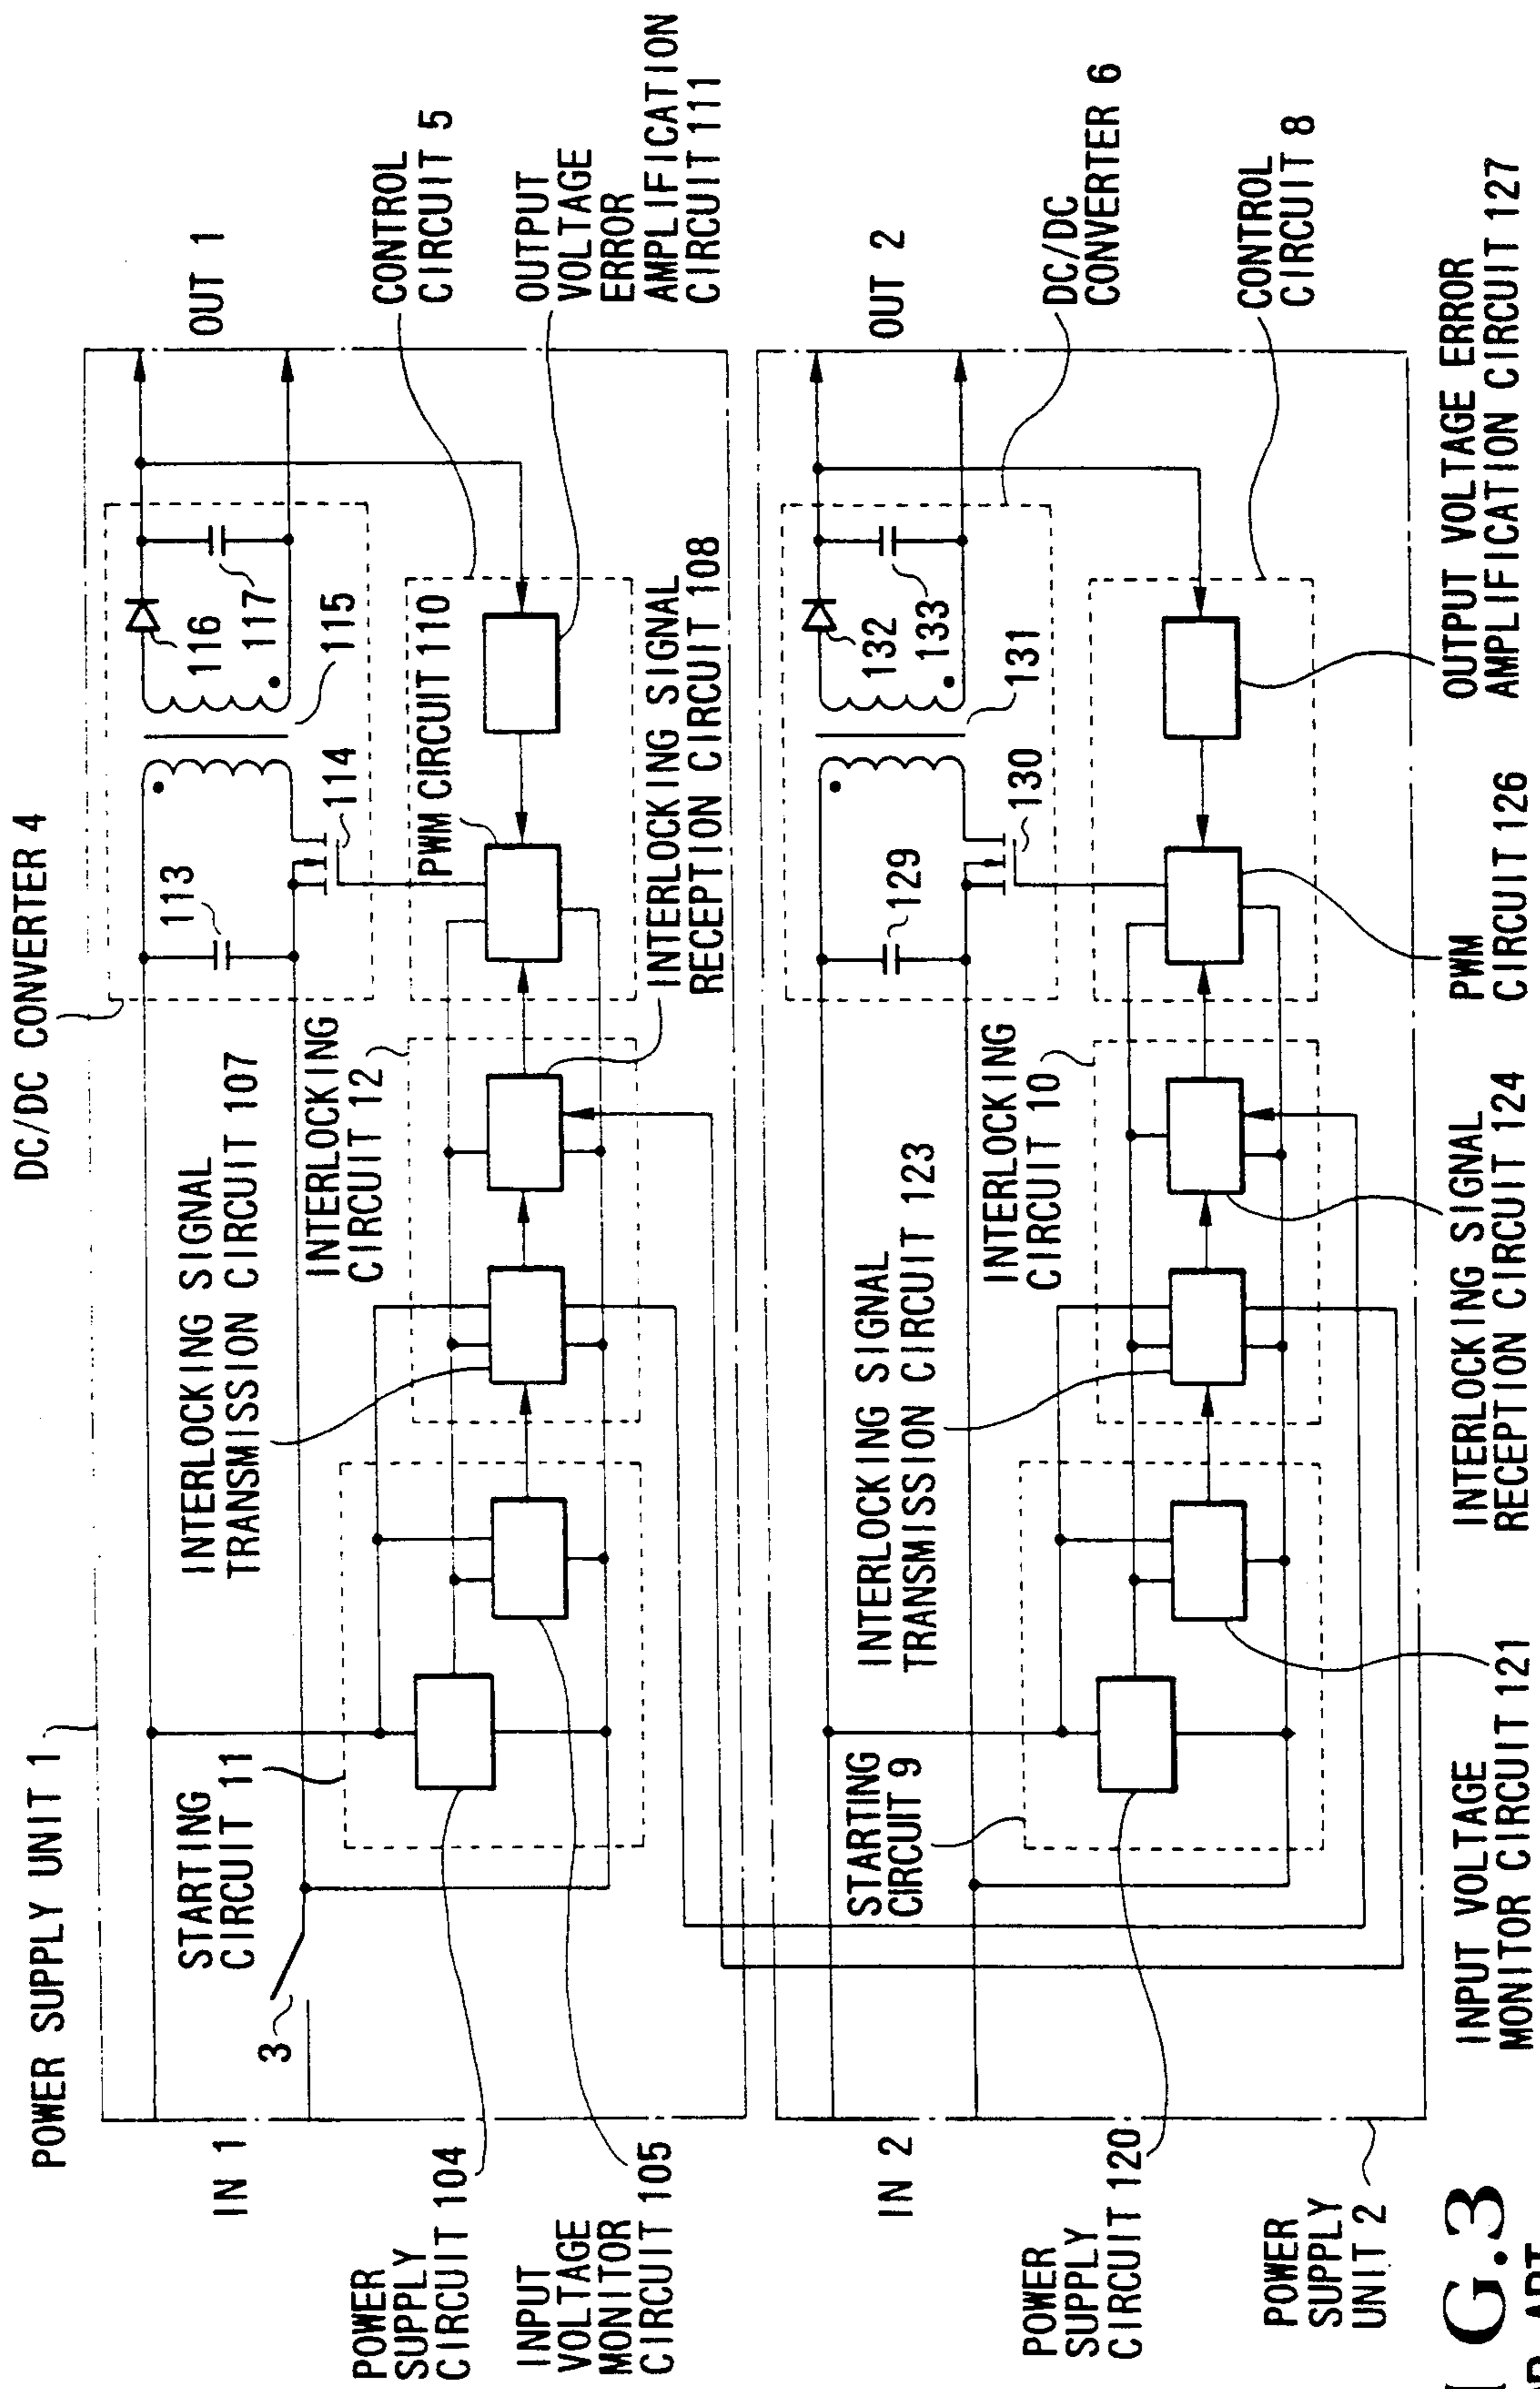 DC/DC CONVERTER 4
POWER SUPPLY UNIT 1
IN 1
3
STARTING
CIRCUIT 11
INTERLOCKING SIGNAL
TRANSMISSION CIRCUIT 107
INTERLOCKING
CIRCUIT 12
113
114
115
116
117
OUT 1
PWM CIRCUIT 110
INTERLOCKING SIGNAL
RECEPTION CIRCUIT 108
CONTROL
CIRCUIT 5
OUTPUT
VOLTAGE
ERROR
AMPLIFICATION
CIRCUIT 111
POWER
SUPPLY
CIRCUIT 104
INPUT
VOLTAGE
MONITOR
CIRCUIT 105
IN 2
STARTING
CIRCUIT 9
INTERLOCKING SIGNAL
TRANSMISSION CIRCUIT 123
INTERLOCKING
CIRCUIT 10
129
130
131
132
133
OUT 2
DC/DC
CONVERTER 6
CONTROL
CIRCUIT 8
POWER
SUPPLY
CIRCUIT 120
POWER
SUPPLY
UNIT 2
INPUT VOLTAGE
MONITOR CIRCUIT 121
INTERLOCKING SIGNAL
RECEPTION CIRCUIT 124
PWM
CIRCUIT 126
OUTPUT VOLTAGE ERROR
AMPLIFICATION CIRCUIT 127
G.3
ART